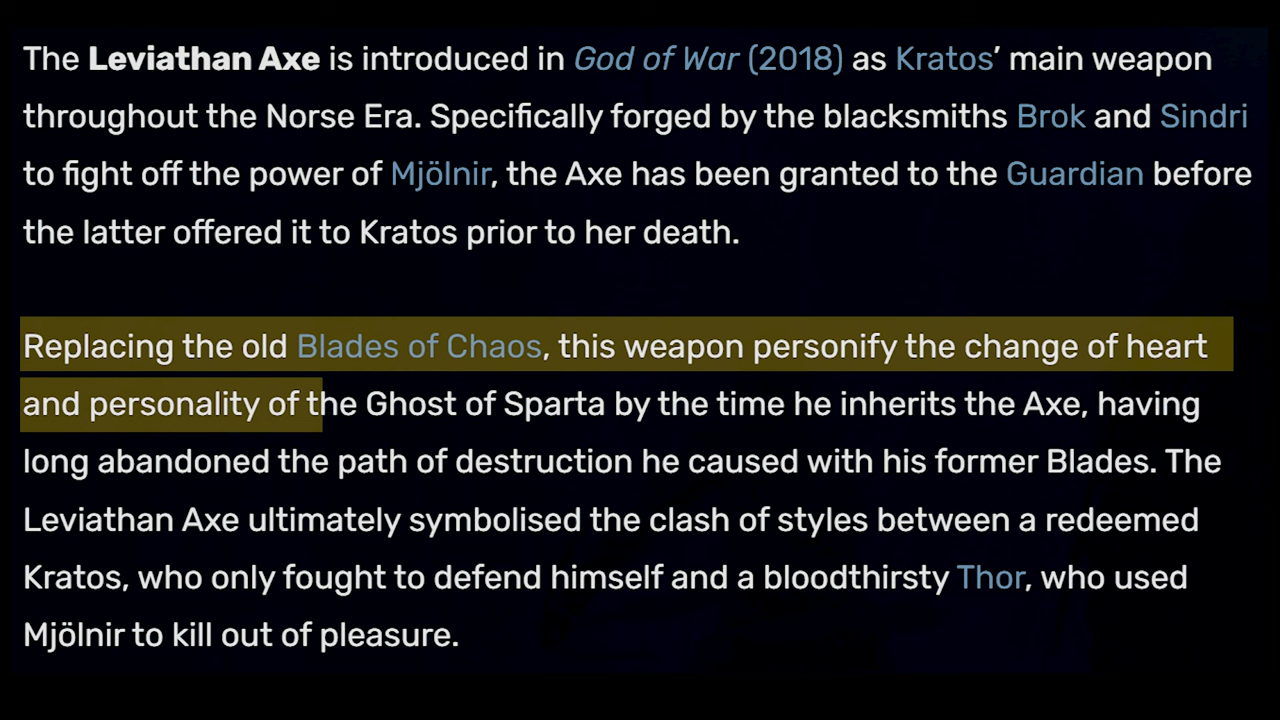 The Leviathan Axe is introduced in God of War (2018) as Kratos’ main weapon
throughout the Norse Era. Specifically forged by the blacksmiths Brok and Sindri
to fight off the power of Mjölnir, the Axe has been granted to the Guardian before
the latter offered it to Kratos prior to her death.
Replacing the old Blades of Chaos, this weapon personify the change of heart
and personality of the Ghost of Sparta by the time he inherits the Axe, having
long abandoned the path of destruction he caused with his former Blades. The
Leviathan Axe ultimately symbolised the clash of styles between a redeemed
Kratos, who only fought to defend himself and a bloodthirsty Thor, who used
Mjölnir to kill out of pleasure.